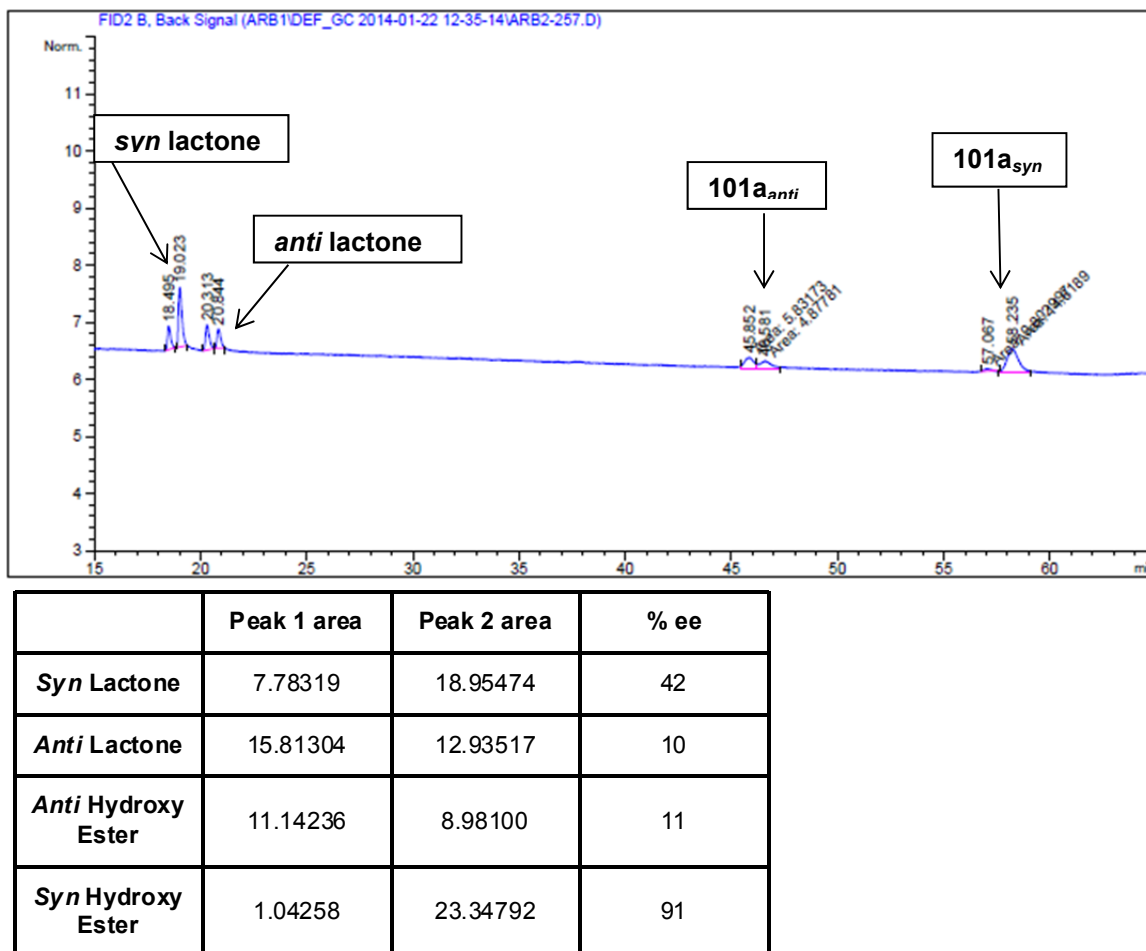 FID2 B, Back Signal (ARB1\DEF_GC 2014-01-22 12-35-14\ARB2-257.D)
Norm.
11
10
9
8
7
6
5
4
3
syn lactone
anti lactone
101a anti
101a syn
18.495
19.023
20.313
20.844
45.852
46.581
Area: 5.83173
Area: 4.87781
57.067
58.235
15
20
25
30
35
40
45
50
55
60
Peak 1 area Peak 2 area % ee
Syn Lactone 7.78319 18.95474 42
Anti Lactone 15.81304 12.93517 10
Anti Hydroxy
Ester 11.14236 8.98100 11
Syn Hydroxy
Ester 1.04258 23.34792 91